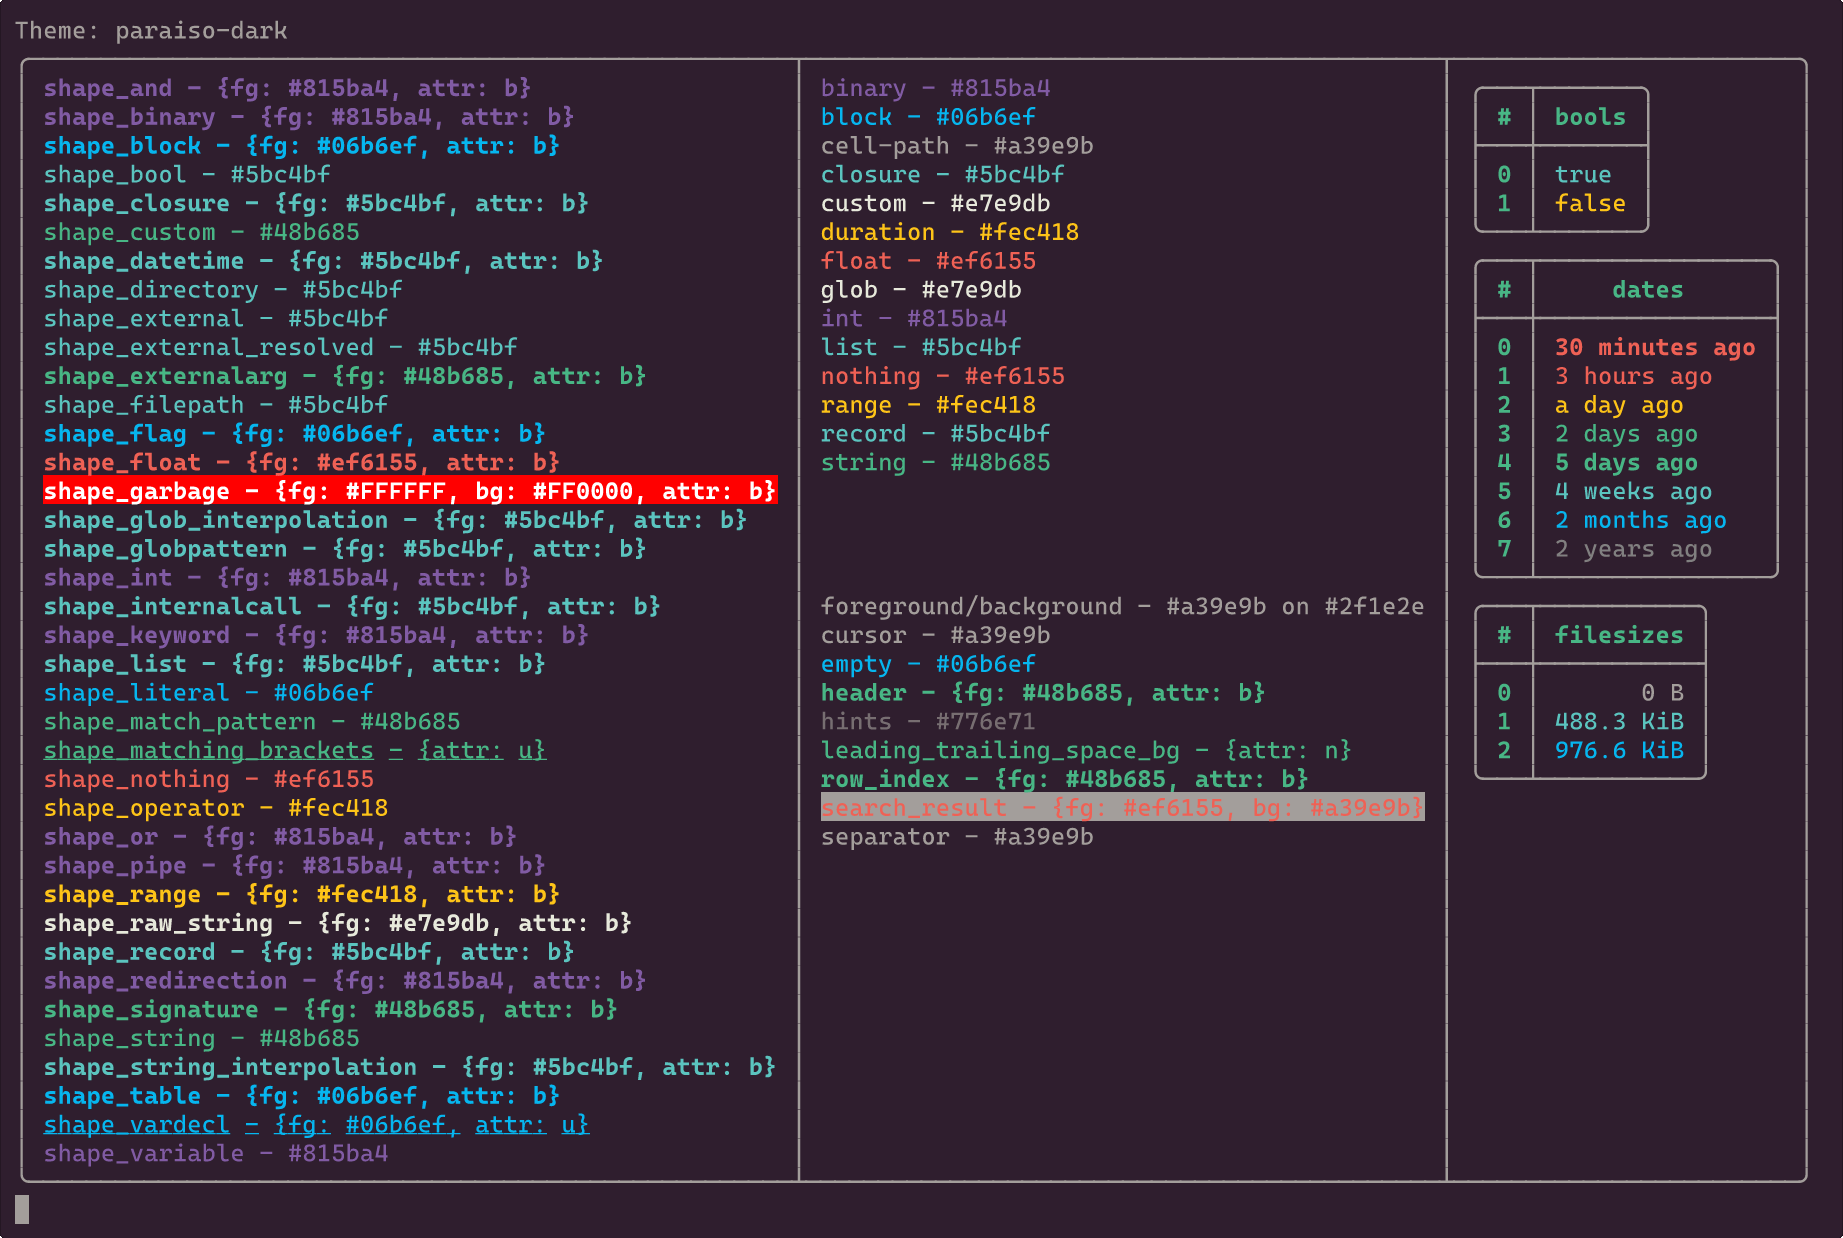 Theme: paraiso-dark
shape_and - {fg: #815ba4, attr: b}
shape_binary - {fg: #815ba4, attr: b}
shape_block - {fg: #06b6ef, attr: b}
shape_bool - #5bc4bf
shape_closure - {fg: #5bc4bf, attr: b}
shape_custom - #48b685
shape_datetime - {fg: #5bc4bf, attr: b}
shape_directory - #5bc4bf
shape_external - #5bc4bf
shape_external_resolved - #5bc4bf
shape_externalarg - {fg: #48b685, attr: b}
shape_filepath - #5bc4bf
shape_flag - {fg: #06b6ef, attr: b}
shape_float - {fg: #ef6155, attr: b}
shape_garbage - {fg: #FFFFFF, bg: #FF0000, attr: b}
shape_glob_interpolation - {fg: #5bc4bf, attr: b}
shape_globpattern - {fg: #5bc4bf, attr: b}
shape_int - {fg: #815ba4, attr: b}
shape_internalcall - {fg: #5bc4bf, attr: b}
shape_keyword - {fg: #815ba4, attr: b}
shape_list - {fg: #5bc4bf, attr: b}
shape_literal - #06b6ef
shape_match_pattern - #48b685
shape_matching_brackets - {attr: u}
shape_nothing - #ef6155
shape_operator - #fec418
shape_or - {fg: #815ba4, attr: b}
shape_pipe - {fg: #815ba4, attr: b}
shape_range - {fg: #fec418, attr: b}
shape_raw_string - {fg: #e7e9db, attr: b}
shape_record - {fg: #5bc4bf, attr: b}
shape_redirection - {fg: #815ba4, attr: b}
shape_signature - {fg: #48b685, attr: b}
shape_string - #48b685
shape_string_interpolation - {fg: #5bc4bf, attr: b}
shape_table - {fg: #06b6ef, attr: b}
shape_vardecl - {fg: #06b6ef, attr: u}
shape_variable - #815ba4
binary - #815ba4
block - #06b6ef
cell-path - #a39e9b
closure - #5bc4bf
custom - #e7e9db
duration - #fec418
float - #ef6155
glob - #e7e9db
int - #815ba4
list - #5bc4bf
nothing - #ef6155
range - #fec418
record - #5bc4bf
string - #48b685
foreground/background - #a39e9b on #2f1e2e
cursor - #a39e9b
empty - #06b6ef
header - {fg: #48b685, attr: b}
hints - #776e71
leading_trailing_space_bg - {attr: n}
row_index - {fg: #48b685, attr: b}
search_result - {fg: #ef6155, bg: #a39e9b}
separator - #a39e9b
# bools
0 true
1 false
# dates
0 30 minutes ago
1 3 hours ago
2 a day ago
3 2 days ago
4 5 days ago
5 4 weeks ago
6 2 months ago
7 2 years ago
# filesizes
0 0 B
1 488.3 KiB
2 976.6 KiB